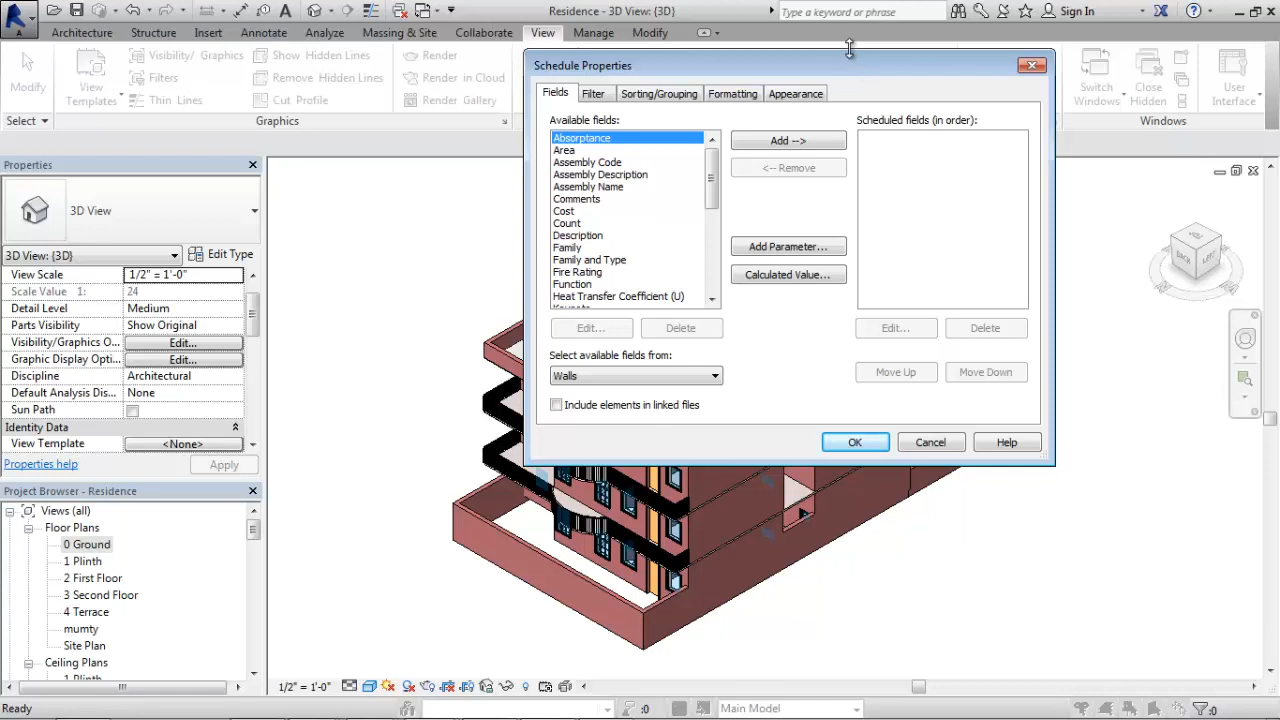 Residence - 3D View: {3D}
Type a keyword or phrase
Sign In
A
Architecture Structure Insert Annotate Analyze Massing & Site Collaborate View Manage Modify
Modify
Select
View
Templates
Visibility/ Graphics
Filters
Thin Lines
Show Hidden Lines
Remove Hidden Lines
Cut Profile
Graphics
Render
Render in Cloud
Render Gallery
Switch
Windows
Close
Hidden
User
Interface
Windows
Schedule Properties
Fields Filter Sorting/Grouping Formatting Appearance
Available fields:
Absorptance
Area
Assembly Code
Assembly Description
Assembly Name
Comments
Cost
Count
Description
Family
Family and Type
Fire Rating
Function
Heat Transfer Coefficient (U)
Add -->
<-- Remove
Add Parameter...
Calculated Value...
Scheduled fields (in order):
Edit... Delete
Edit... Delete
Select available fields from:
Walls
Move Up Move Down
Include elements in linked files
OK Cancel Help
Properties
3D View
3D View: {3D} Edit Type
View Scale 1/2" = 1'-0"
Scale Value 1: 24
Detail Level Medium
Parts Visibility Show Original
Visibility/Graphics O... Edit...
Graphic Display Opti... Edit...
Discipline Architectural
Default Analysis Dis... None
Sun Path
Identity Data
View Template <None>
Properties help Apply
Project Browser - Residence
Views (all)
Floor Plans
0 Ground
1 Plinth
2 First Floor
3 Second Floor
4 Terrace
mumty
Site Plan
Ceiling Plans
1 Plinth
BACK LEFT
1/2" = 1'-0"
Ready
:0
Main Model
:0